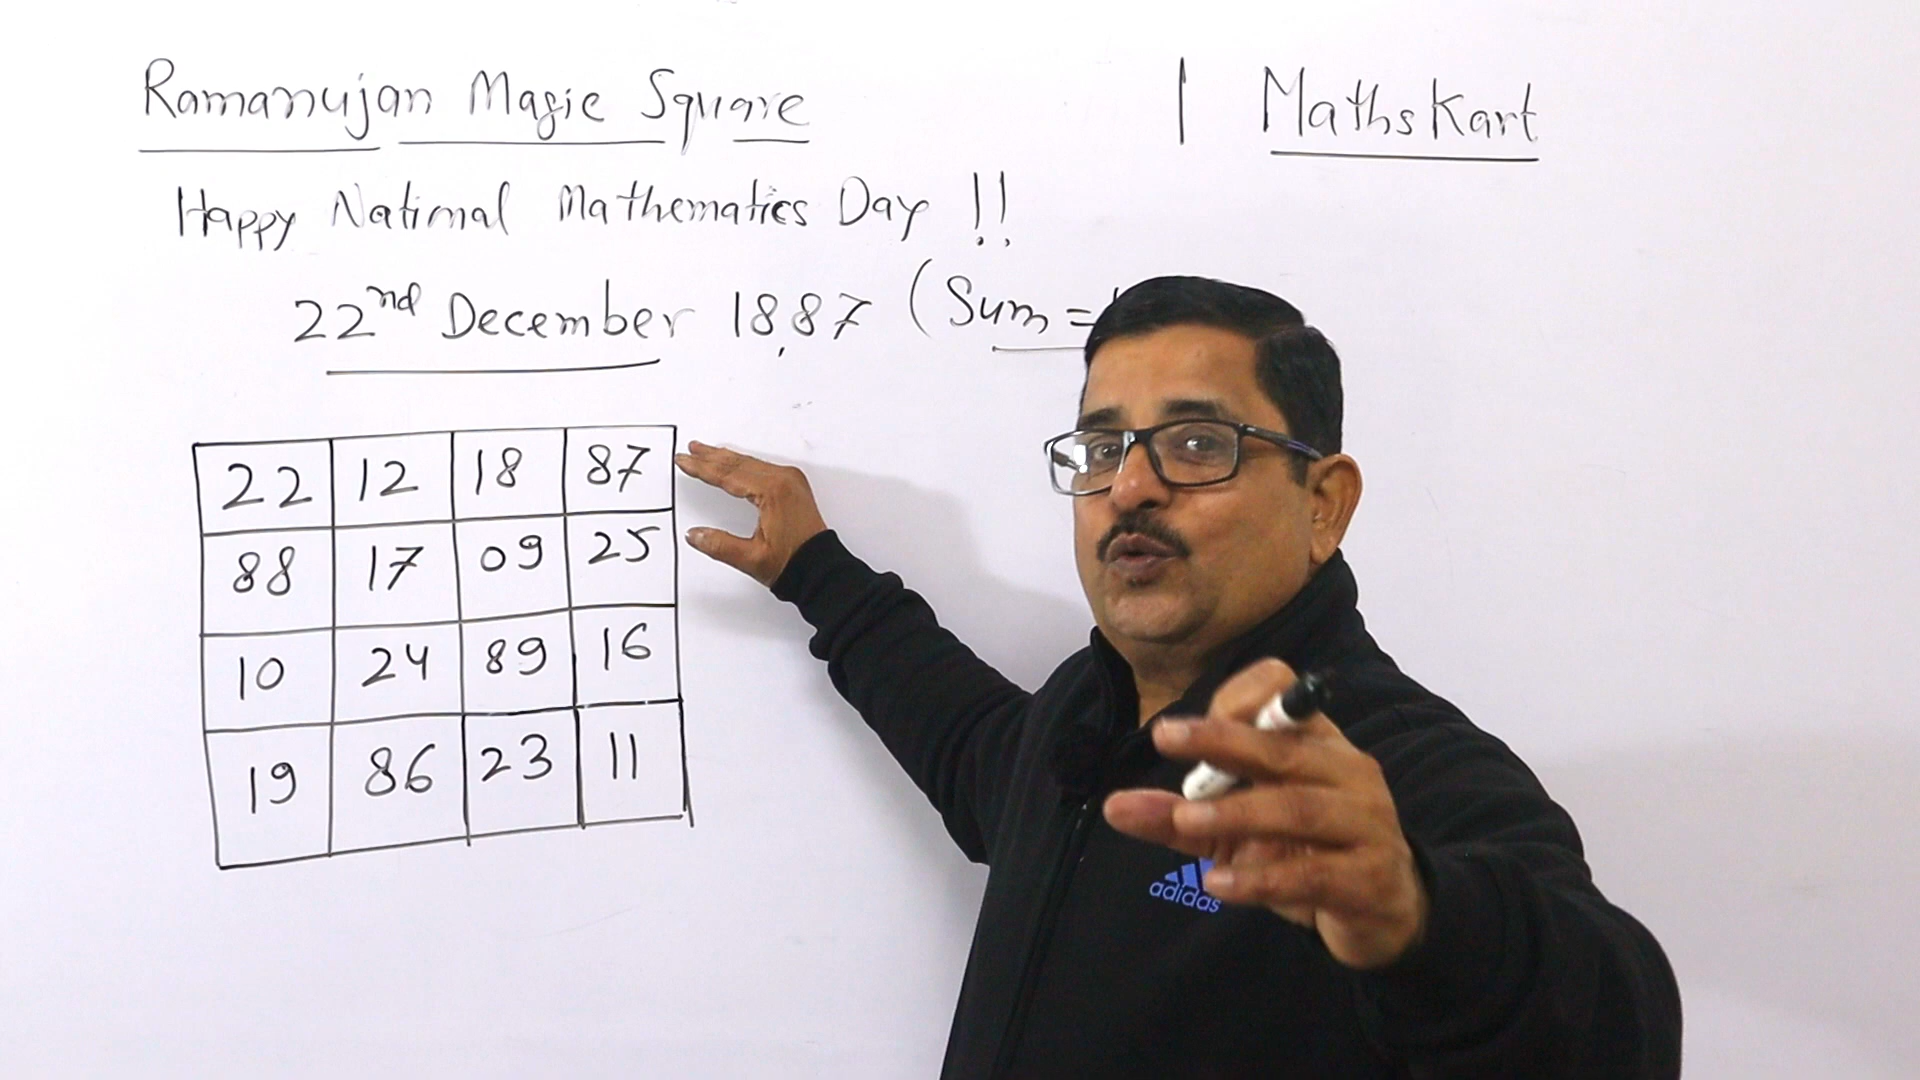 Ramanujan Magic Square | MathsKart
Happy National Mathematics Day !!
22nd December 1887 (Sum =
22 12 18 87
88 17 09 25
10 24 89 16
19 86 23 11
adidas